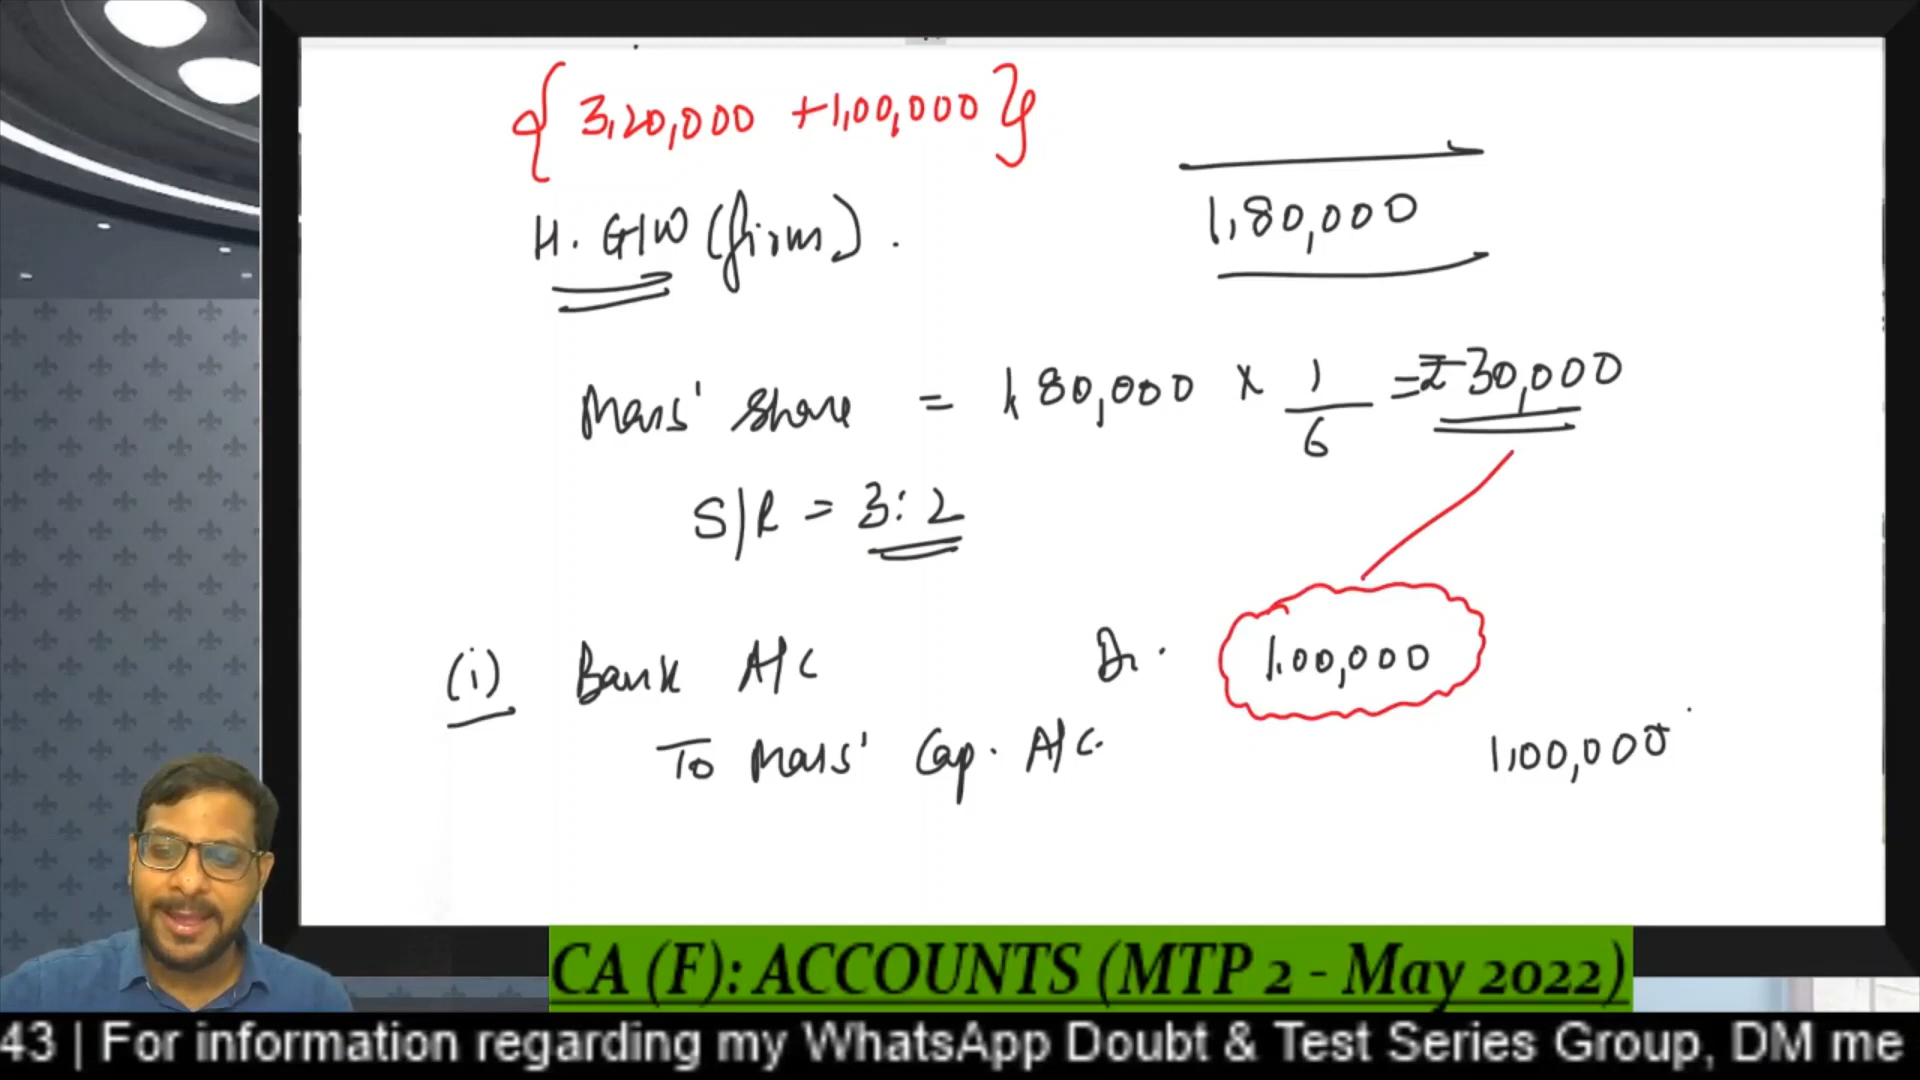 { 3,20,000 + 1,00,000 }
H. G/W (firm).
1,80,000
Mars' share = 1 80,000 x 1/6 = ₹ 30,000
S/R = 3:2
(i) Bank A/C Dr. 1,00,000
To Mars' Cap. A/C. 1,00,000
CA (F): ACCOUNTS (MTP 2 - May 2022)
43 | For information regarding my WhatsApp Doubt & Test Series Group, DM me